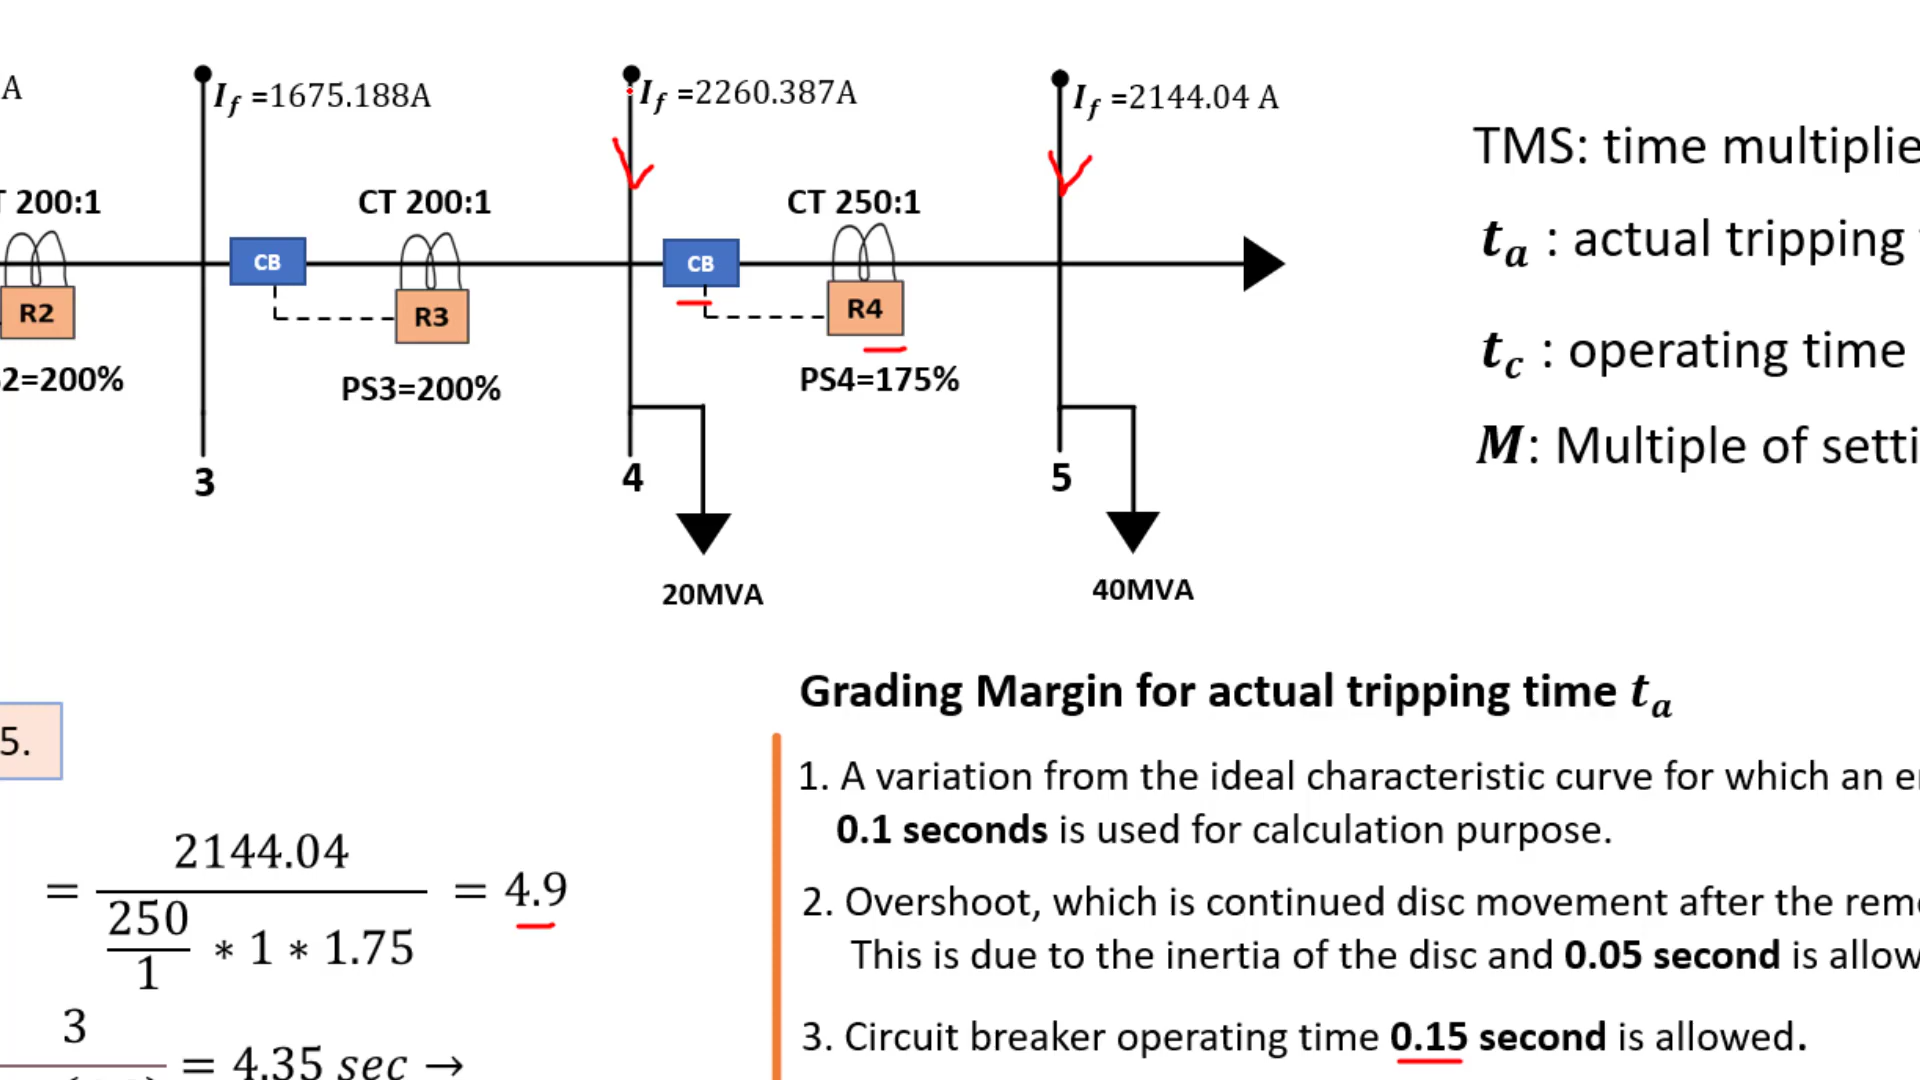 A
I_f =1675.188A
I_f =2260.387A
I_f =2144.04 A
TMS: time multiplie
t_a : actual tripping
t_c : operating time
M: Multiple of setti
T 200:1
CT 200:1
CT 250:1
CB
CB
R2
R3
R4
2=200%
PS3=200%
PS4=175%
3
4
5
20MVA
40MVA
Grading Margin for actual tripping time t_a
1. A variation from the ideal characteristic curve for which an e
0.1 seconds is used for calculation purpose.
2. Overshoot, which is continued disc movement after the rem
This is due to the inertia of the disc and 0.05 second is allow
3. Circuit breaker operating time 0.15 second is allowed.
5.
2144.04
= = 4.9
250
* 1 * 1.75
1
3
= 4.35 sec →